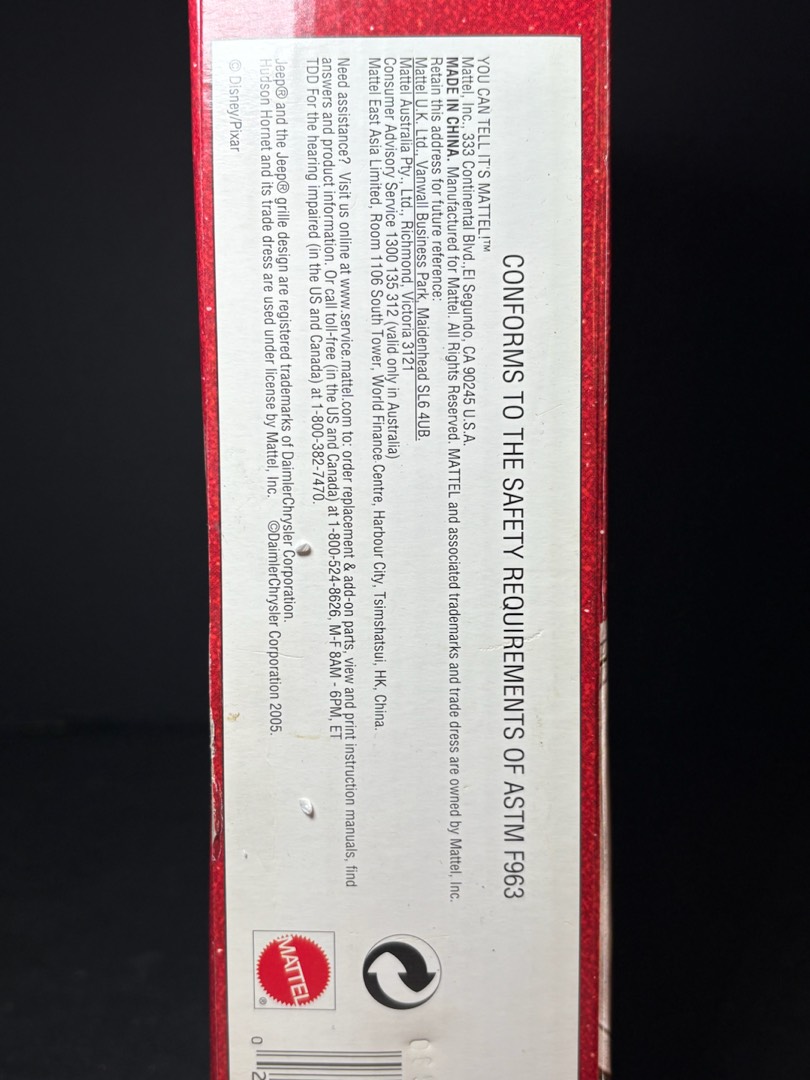 CONFORMS TO THE SAFETY REQUIREMENTS OF ASTM F963
YOU CAN TELL IT'S MATTEL!™
Mattel, Inc., 333 Continental Blvd.,El Segundo, CA 90245 U.S.A.
MADE IN CHINA. Manufactured for Mattel. All Rights Reserved. MATTEL and associated trademarks and trade dress are owned by Mattel, Inc.
Retain this address for future reference:
Mattel U.K. Ltd., Vanwall Business Park, Maidenhead SL6 4UB.
Mattel Australia Pty., Ltd., Richmond, Victoria 3121
Consumer Advisory Service 1300 135 312 (valid only in Australia)
Mattel East Asia Limited, Room 1106 South Tower, World Finance Centre, Harbour City, Tsimshatsui, HK, China.
Need assistance? Visit us online at www.service.mattel.com to: order replacement & add-on parts, view and print instruction manuals, find
answers and product information. Or call toll-free (in the US and Canada) at 1-800-524-8626, M-F 8AM - 6PM, ET
TDD For the hearing impaired (in the US and Canada) at 1-800-382-7470.
Jeep® and the Jeep® grille design are registered trademarks of DaimlerChrysler Corporation.
Hudson Hornet and its trade dress are used under license by Mattel, Inc. ©DaimlerChrysler Corporation 2005.
© Disney/Pixar
MATTEL®
0 2